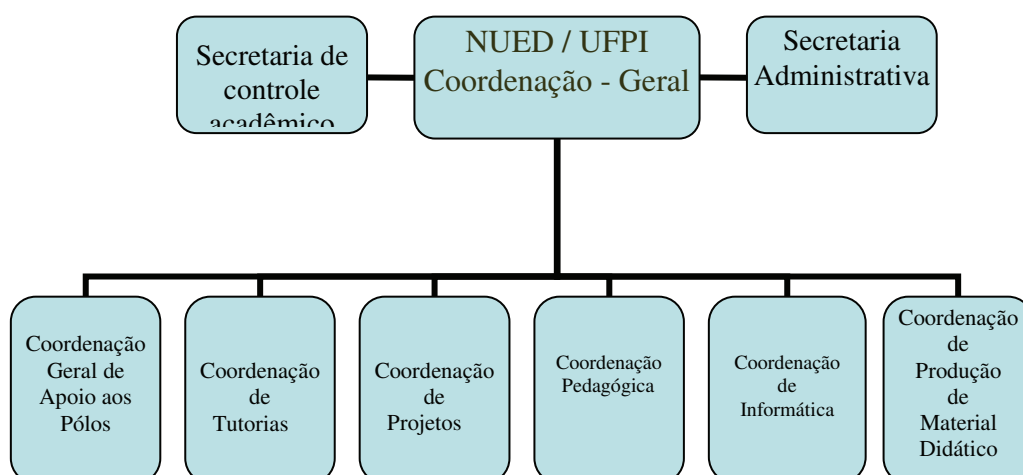 Secretaria de
controle
acadêmico
NUED / UFPI
Coordenação - Geral
Secretaria
Administrativa
Coordenação
Geral de
Apoio aos
Pólos
Coordenação
de
Tutorias
Coordenação
de
Projetos
Coordenação
Pedagógica
Coordenação
de
Informática
Coordenação
de
Produção
de
Material
Didático